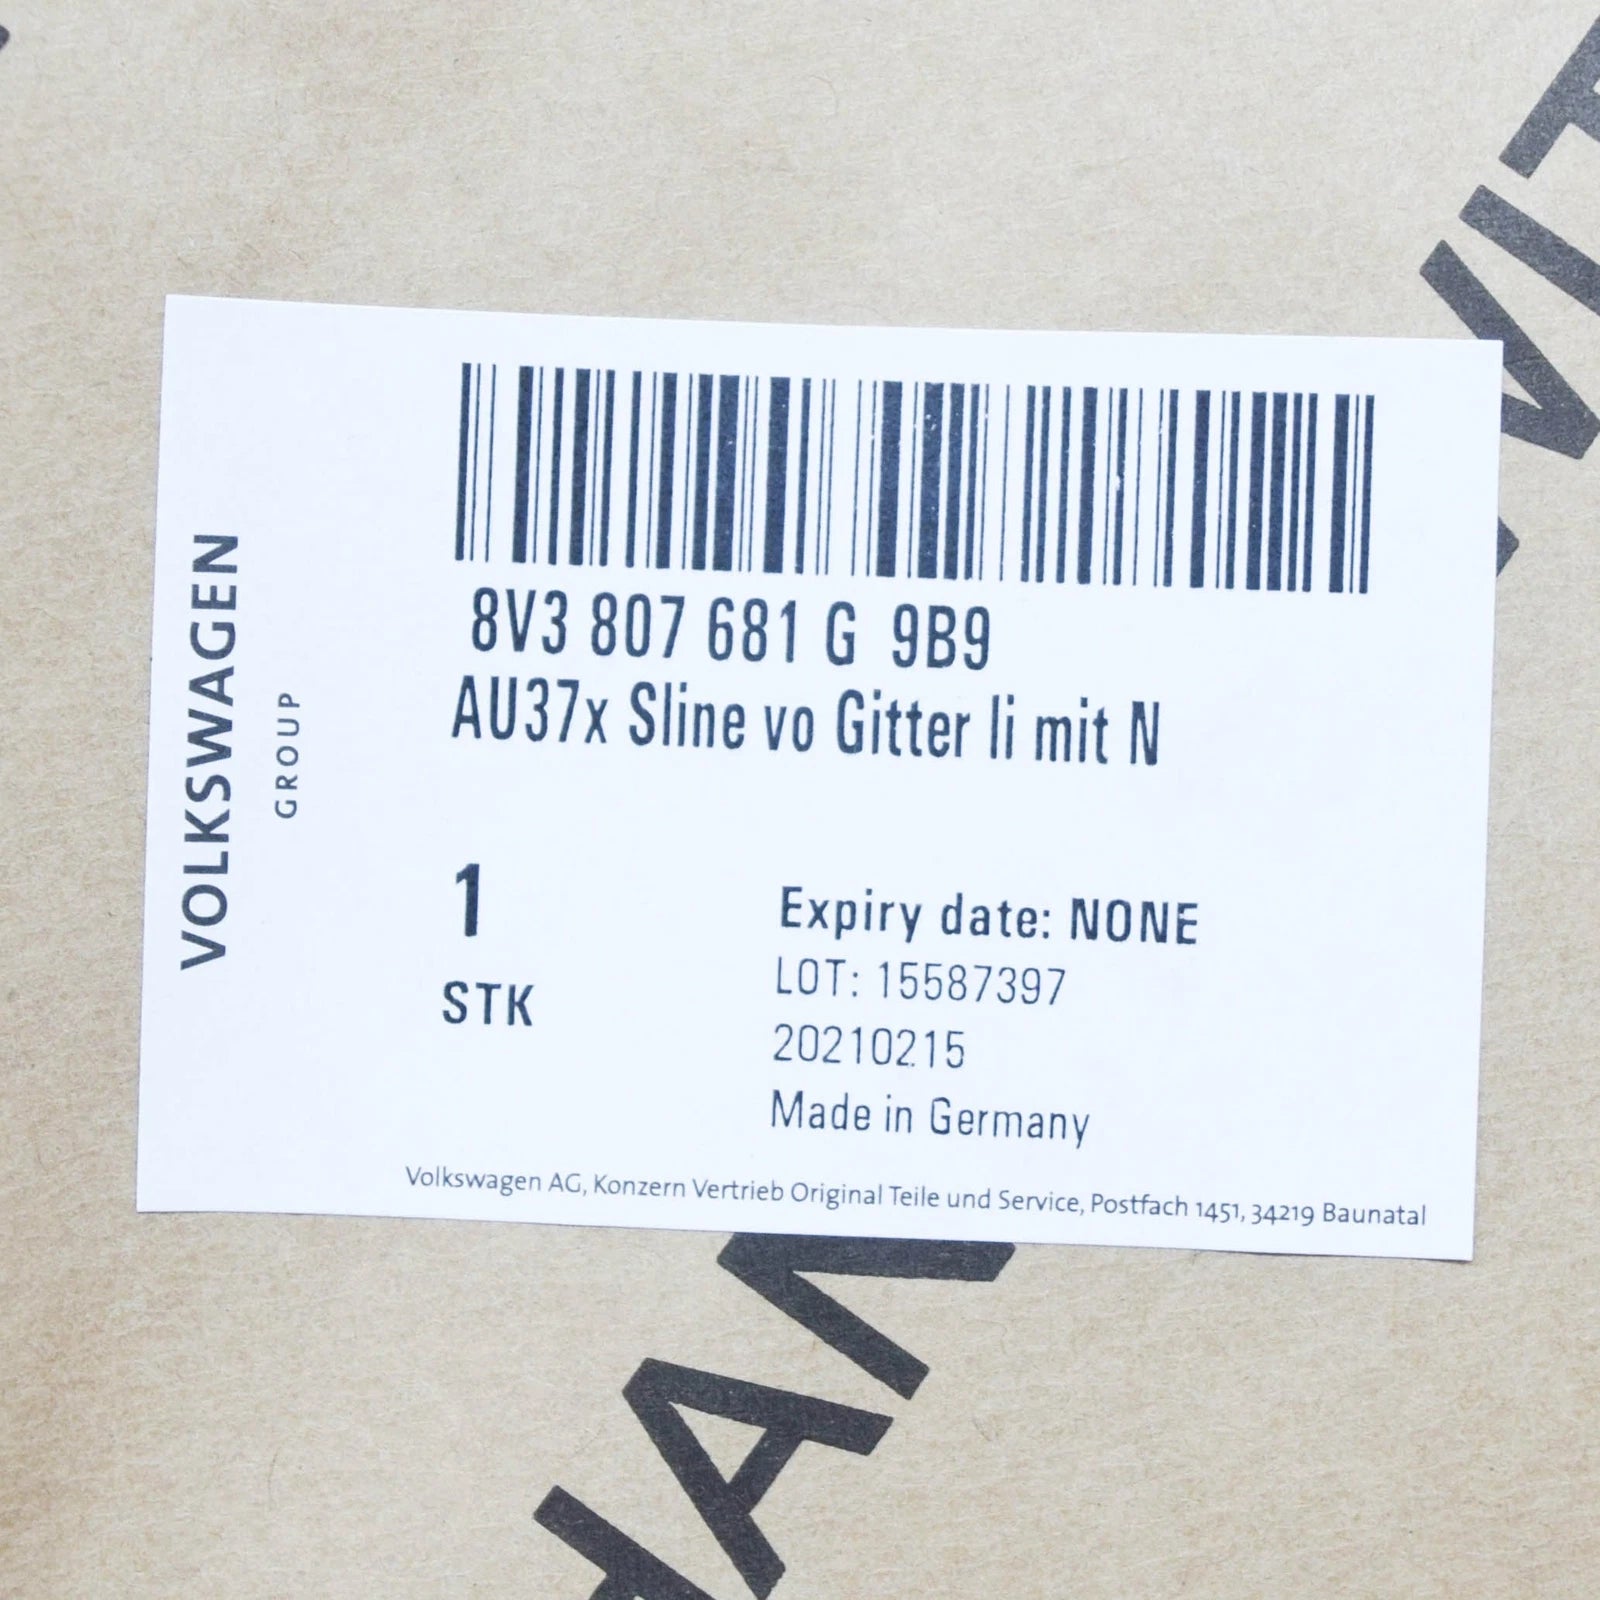 VOLKSWAGEN
GROUP
8V3 807 681 G 9B9
AU37x Sline vo Gitter li mit N
1
STK
Expiry date: NONE
LOT: 15587397
20210215
Made in Germany
Volkswagen AG, Konzern Vertrieb Original Teile und Service, Postfach 1451, 34219 Baunatal